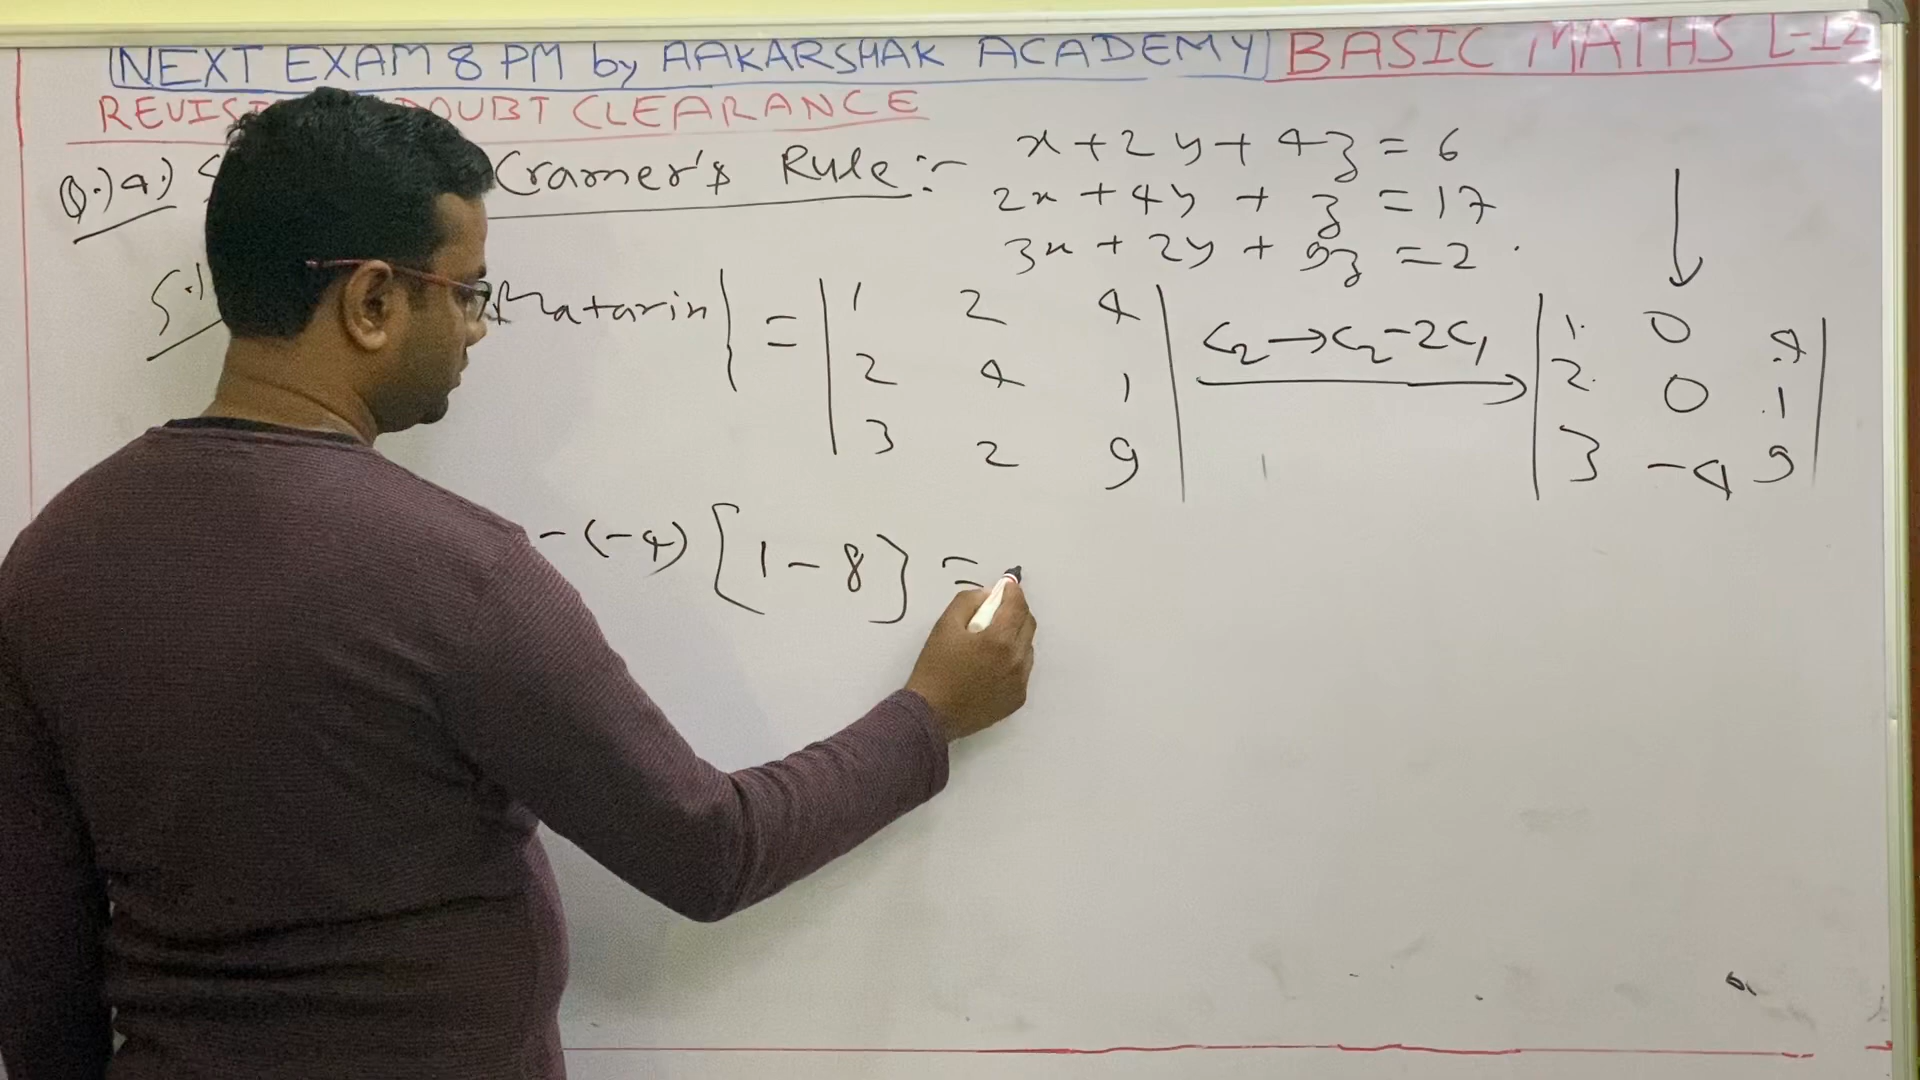 NEXT EXAM 8 PM by AAKARSHAK ACADEMY BASIC MATHS L-12
DOUBT CLEARANCE
Q.)4.) Cramer's Rule :-
x + 2y + 4z = 6
2x + 4y + z = 17
3x + 2y + 9z = 2
| = | 1 2 4 | C2→C2-2C1 | 1 0 4 |
2 4 1 2 0 1
3 2 9 3 -4 9
-(-4) [1-8] =